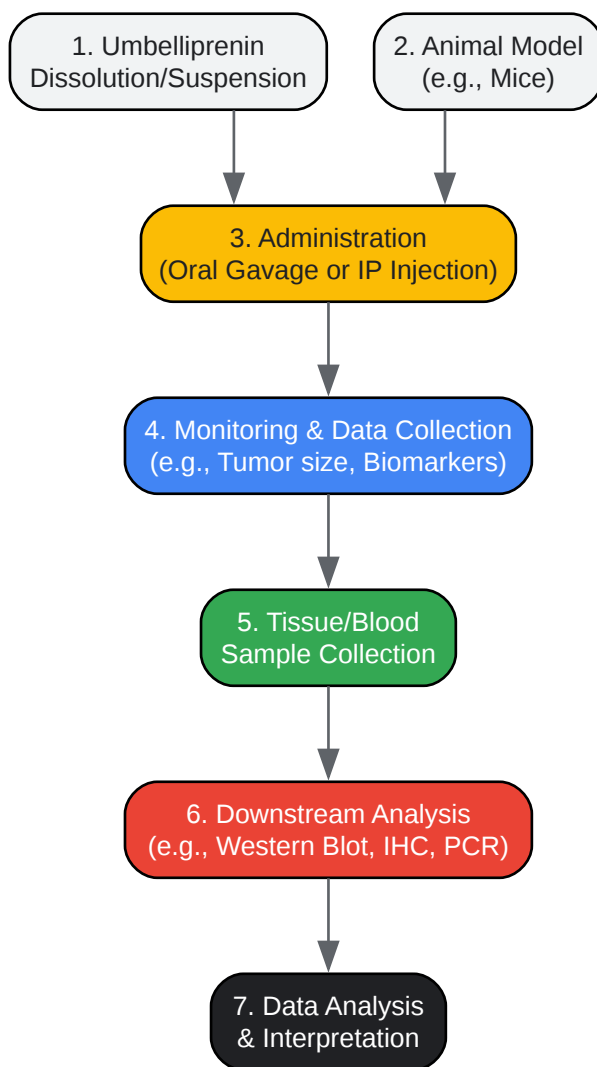 1. Umbelliprenin
Dissolution/Suspension
2. Animal Model
(e.g., Mice)
3. Administration
(Oral Gavage or IP Injection)
4. Monitoring & Data Collection
(e.g., Tumor size, Biomarkers)
5. Tissue/Blood
Sample Collection
6. Downstream Analysis
(e.g., Western Blot, IHC, PCR)
7. Data Analysis
& Interpretation